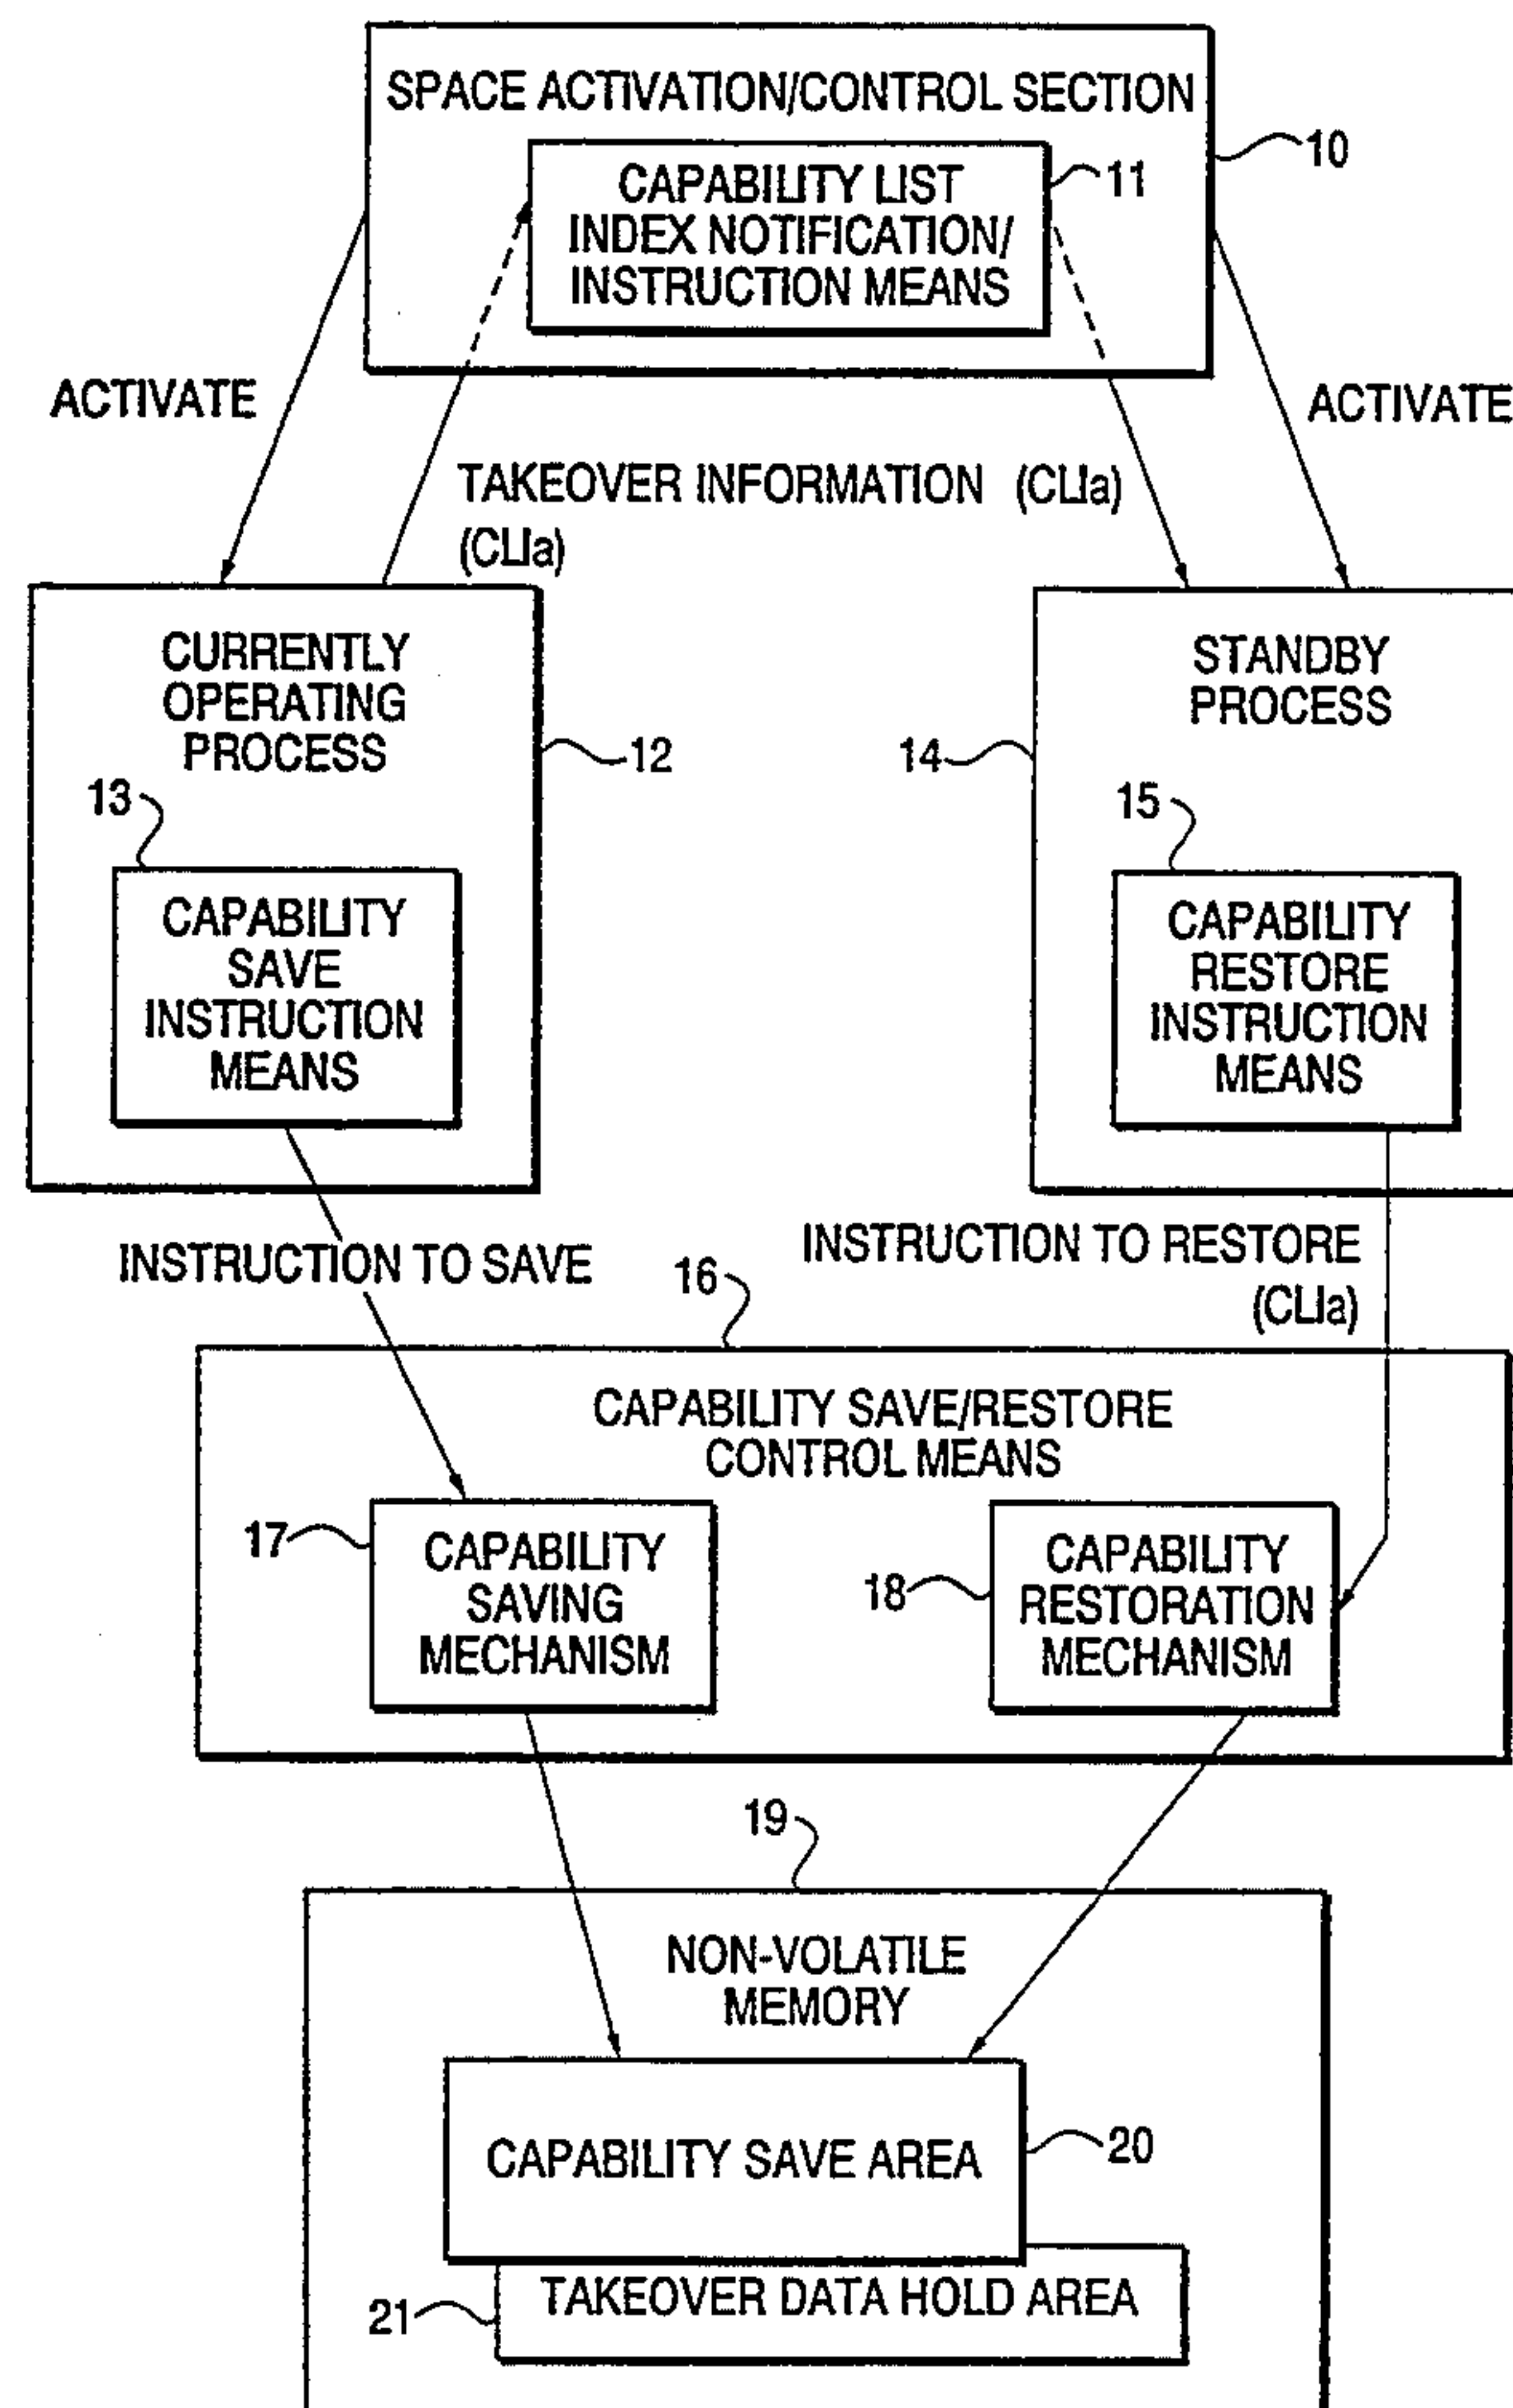 SPACE ACTIVATION/CONTROL SECTION
10
CAPABILITY LIST
INDEX NOTIFICATION/
INSTRUCTION MEANS
11
ACTIVATE
ACTIVATE
TAKEOVER INFORMATION (CLIa)
(CLIa)
CURRENTLY
OPERATING
PROCESS
12
13
CAPABILITY
SAVE
INSTRUCTION
MEANS
STANDBY
PROCESS
14
15
CAPABILITY
RESTORE
INSTRUCTION
MEANS
INSTRUCTION TO SAVE
INSTRUCTION TO RESTORE
(CLIa)
16
CAPABILITY SAVE/RESTORE
CONTROL MEANS
17
CAPABILITY
SAVING
MECHANISM
18
CAPABILITY
RESTORATION
MECHANISM
19
NON-VOLATILE
MEMORY
CAPABILITY SAVE AREA
20
21
TAKEOVER DATA HOLD AREA